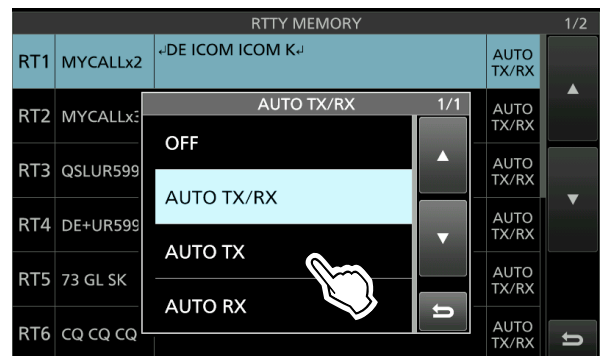 RTTY MEMORY 1/2
RT1 MYCALLx2 ↲DE ICOM ICOM K↲ AUTO TX/RX
RT2 MYCALLx3 AUTO TX/RX
RT3 QSLUR599 AUTO TX/RX
RT4 DE+UR599 AUTO TX/RX
RT5 73 GL SK AUTO TX/RX
RT6 CQ CQ CQ AUTO TX/RX
AUTO TX/RX 1/1
OFF
AUTO TX/RX
AUTO TX
AUTO RX